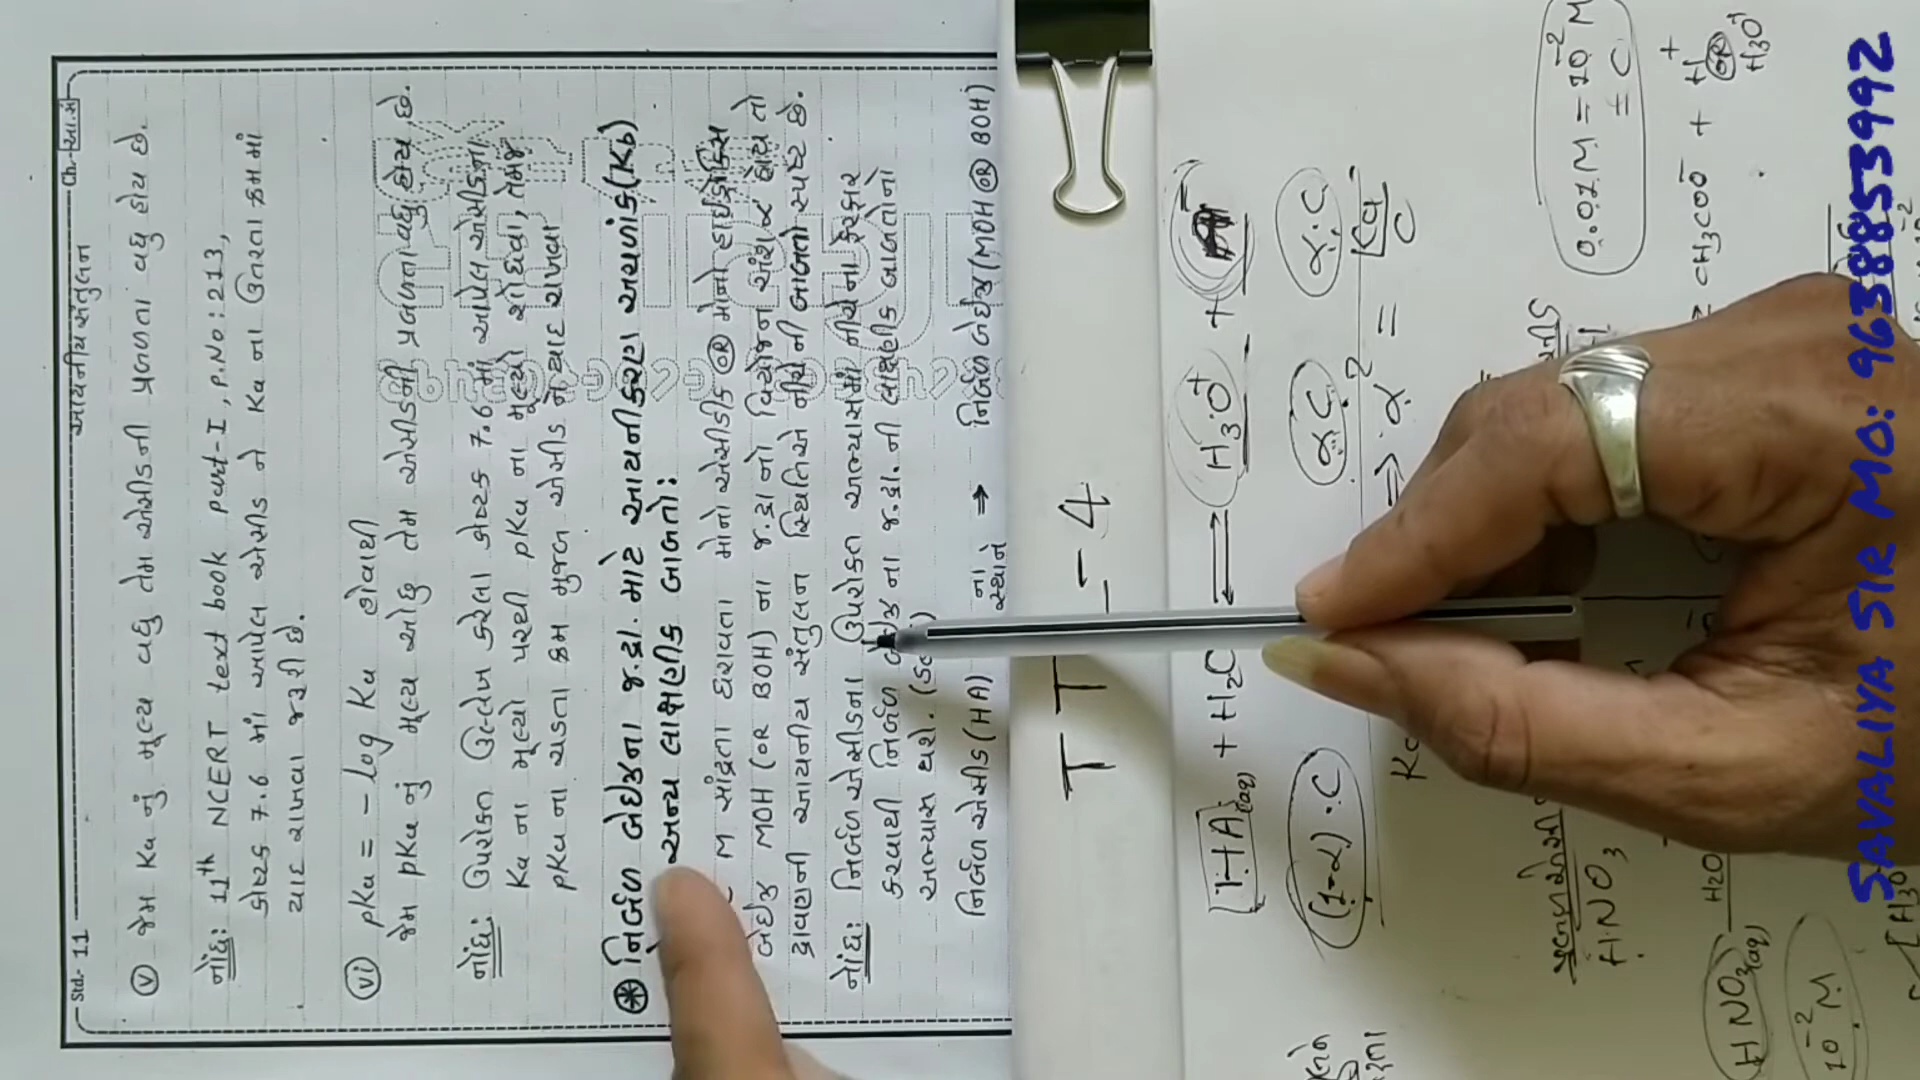 Std.- 11 આયનીય સંતુલન Ch.-આ.સં
(v) જેમ Ka નું મૂલ્ય વધુ તેમ એસીડની પ્રબળતા વધુ હોય છે.
નોંધ: 11th NCERT text book part-I, P.No: 213,
કોષ્ટક 7.6 માં આપેલ એસીડ ને Ka ના ઉતરતા ક્રમમાં
યાદ રાખવા જરૂરી છે.
(vi) pKa = - log Ka હોવાથી
જેમ pKa નું મૂલ્ય ઓછુ તેમ એસીડની પ્રબળતા વધુ હોય છે.
નોંધ: ઉપરોક્ત ઉલ્લેખ કરેલા કોષ્ટક 7.6 માં આપેલ એસીડના
Ka ના મૂલ્યો પરથી pKa ના મૂલ્યો શોધવા, તેમજ
pKa ના ચડતા ક્રમ મુજબ એસીડ ને યાદ રાખવા
⊛ નિર્બળ બેઇઝના જ.દ્રા. માટે આયનીકરણ અચળાંક (Kb)
અન્ય લાક્ષણીક બાબતો:
M સાંદ્રતા ધરાવતા મોનો એસીડીક OR મોનો હાઇડ્રોક્સિ
બેઇઝ MOH (OR BOH) ના જ.દ્રા.નો વિયોજન અંશ α હોય તો
દ્રાવણની આયનીય સંતુલન સ્થિતિએ નીચેની બાબતો સ્પષ્ટ છે.
નોંધ: નિર્બળ એસીડના ઉપરોક્ત અભ્યાસમાં નીચેના ફેરફાર
કરવાથી નિર્બળ બેઇઝ ના જ.દ્રા. ની લાક્ષણીક બાબતોનો
અભ્યાસ થશે.
નિર્બળ એસીડ (HA) ના સ્થાને ⇒ નિર્બળ બેઇઝ (MOH OR BOH)
T T - 4
HA(aq) + H2O ⇌ H3O+ +
(1-α)·C α·C α·C
⇒ α² = Ka/C
HNO3
0.01 M = 10⁻² M
= C
HNO3(aq) H2O
CH3COO⁻ + H+
OR
H3O+
10⁻² M
[H3O
SAVALIYA SIR MO: 9638853992